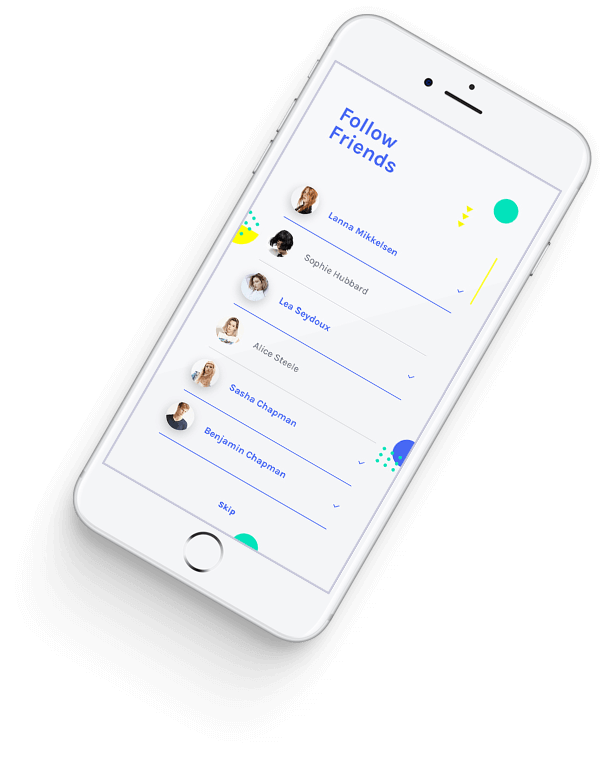 Follow
Friends
Lanna Mikkelsen
Sophie Hubbard
Lea Seydoux
Alice Steele
Sasha Chapman
Benjamin Chapman
Skip